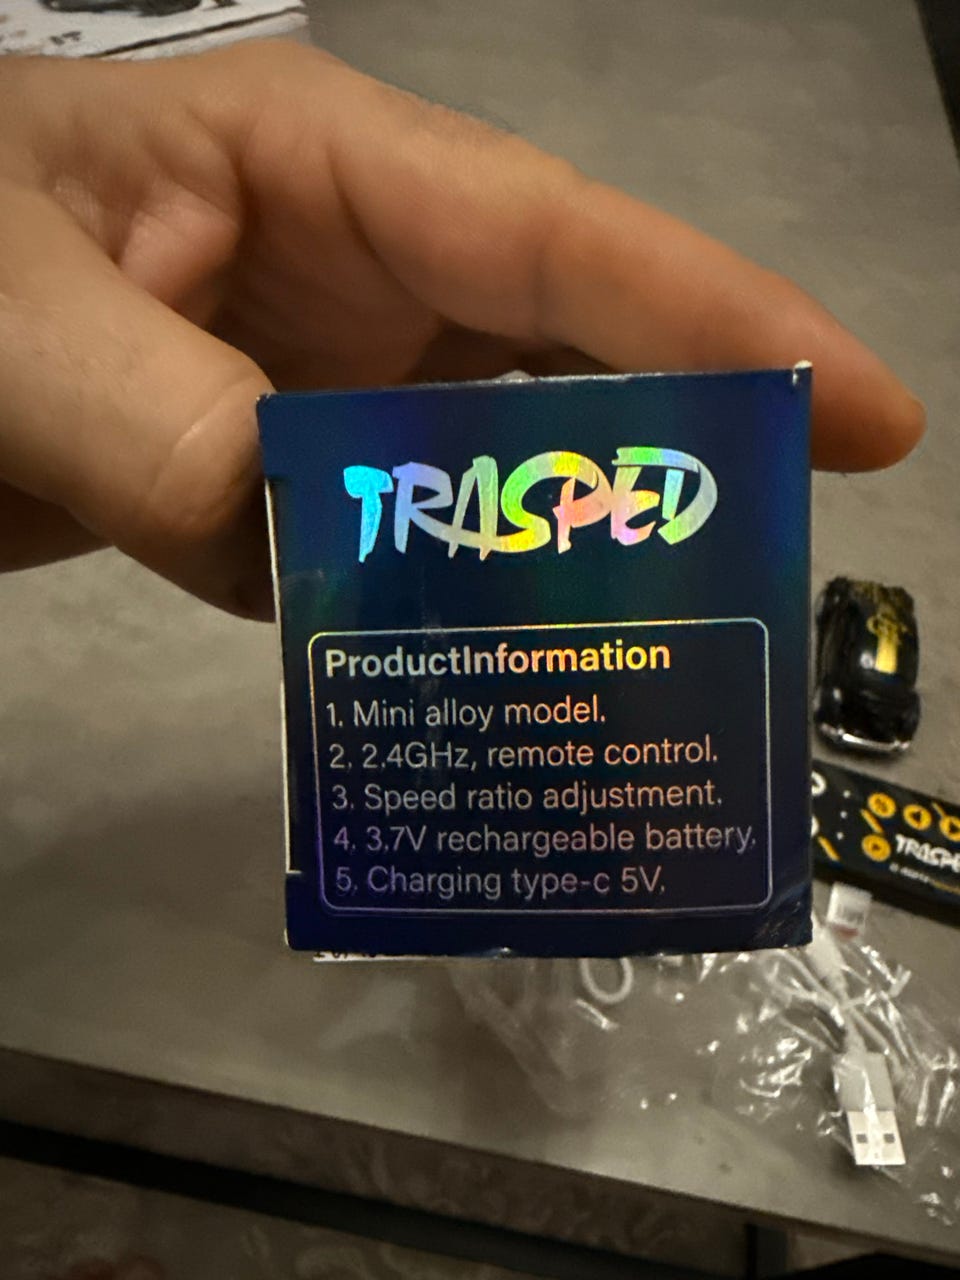 TRASPED
ProductInformation
1. Mini alloy model.
2. 2.4GHz, remote control.
3. Speed ratio adjustment.
4. 3.7V rechargeable battery.
5. Charging type-c 5V.
TRASPE